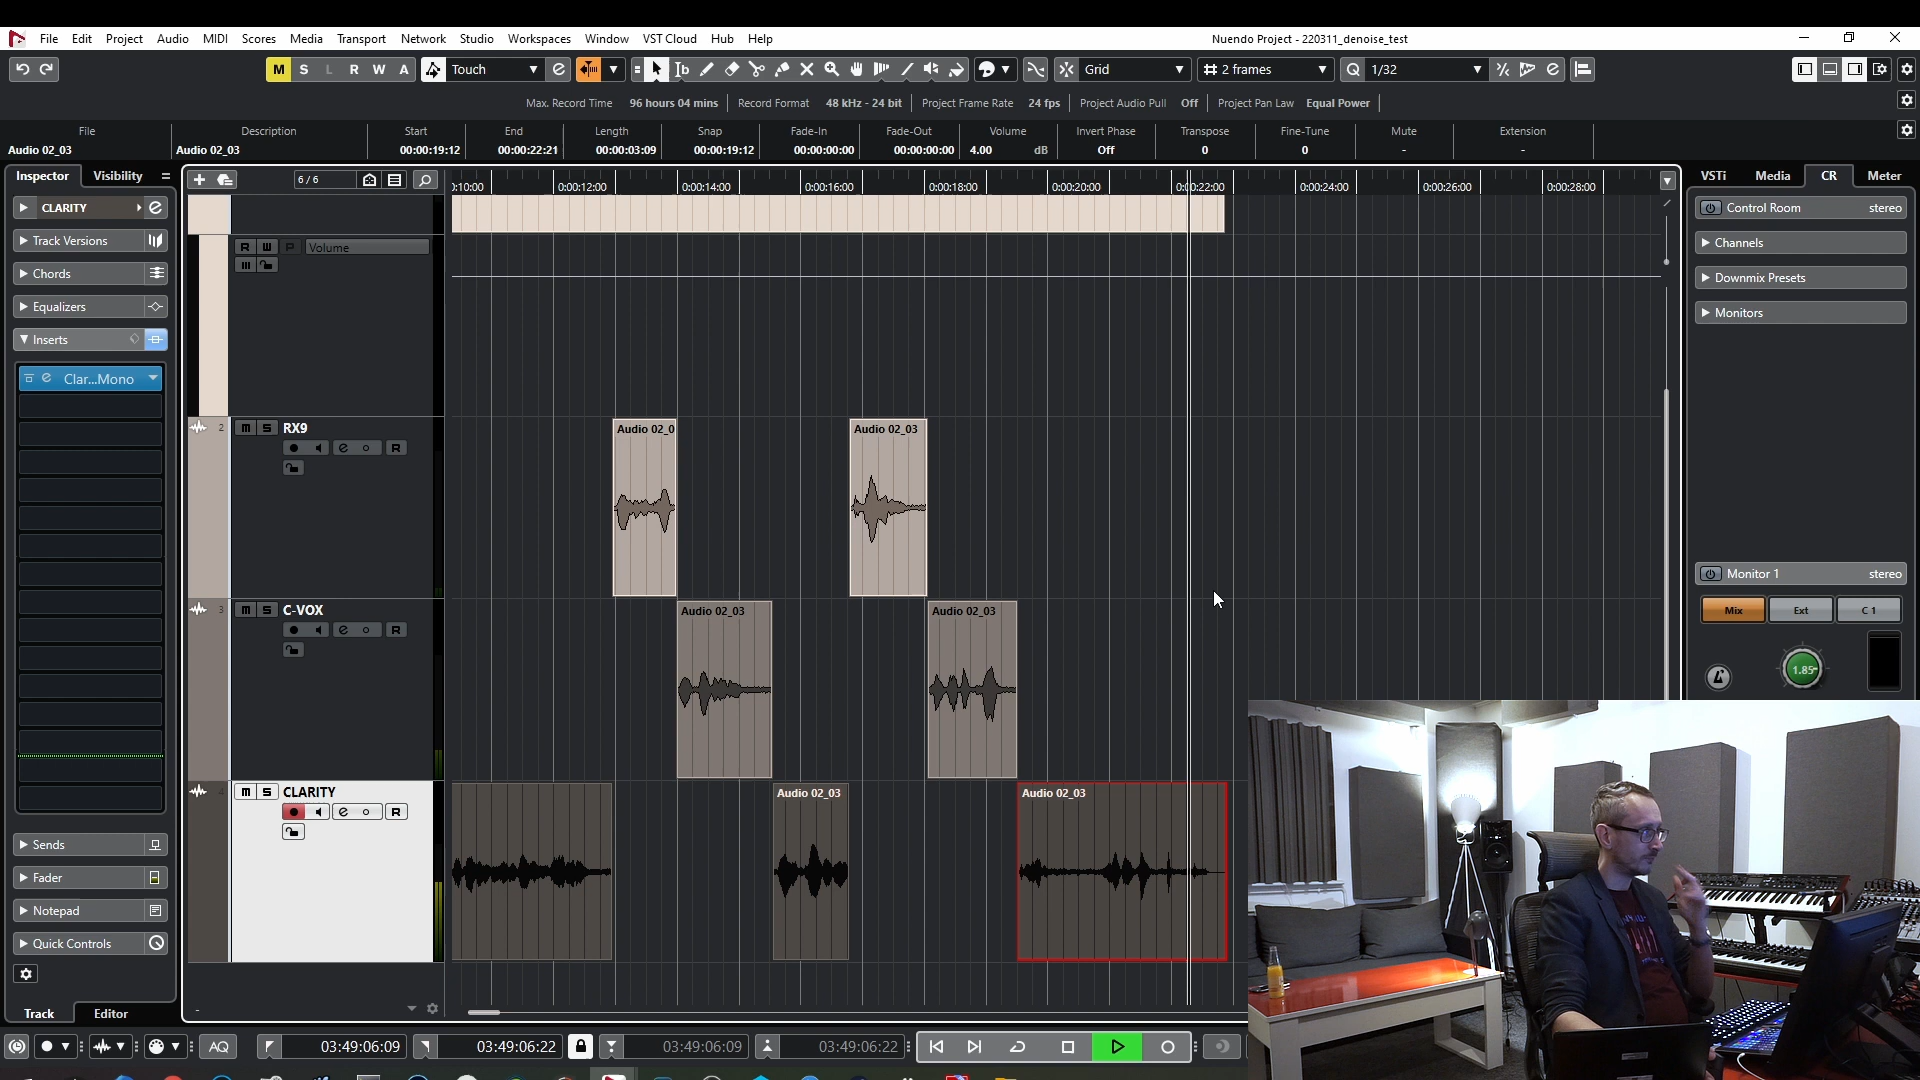 File Edit Project Audio MIDI Scores Media Transport Network Studio Workspaces Window VST Cloud Hub Help Nuendo Project - 220311_denoise_test
M S L R W A Touch Grid 2 frames Q 1/32
Max. Record Time 96 hours 04 mins Record Format 48 kHz - 24 bit Project Frame Rate 24 fps Project Audio Pull Off Project Pan Law Equal Power
File Description Start End Length Snap Fade-In Fade-Out Volume Invert Phase Transpose Fine-Tune Mute Extension
Audio 02_03 Audio 02_03 00:00:19:12 00:00:22:21 00:00:03:09 00:00:19:12 00:00:00:00 00:00:00:00 4.00 dB Off 0 0 - -
Inspector Visibility 6 / 6 0:10:00 0:00:12:00 0:00:14:00 0:00:16:00 0:00:18:00 0:00:20:00 0:00:22:00 0:00:24:00 0:00:26:00 0:00:28:00 VSTi Media CR Meter
CLARITY
Control Room stereo
Track Versions
Channels
R W P Volume
Chords
Downmix Presets
Equalizers
Monitors
Inserts
Clar...Mono
2 M S RX9
R
Audio 02_0
Audio 02_03
Monitor 1 stereo
Mix Ext C 1
1.85
3 M S C-VOX
R
Audio 02_03
Audio 02_03
4 M S CLARITY
R
Audio 02_03
Audio 02_03
Sends
Fader
Notepad
Quick Controls
Track Editor
AQ 03:49:06:09 03:49:06:22 03:49:06:09 03:49:06:22